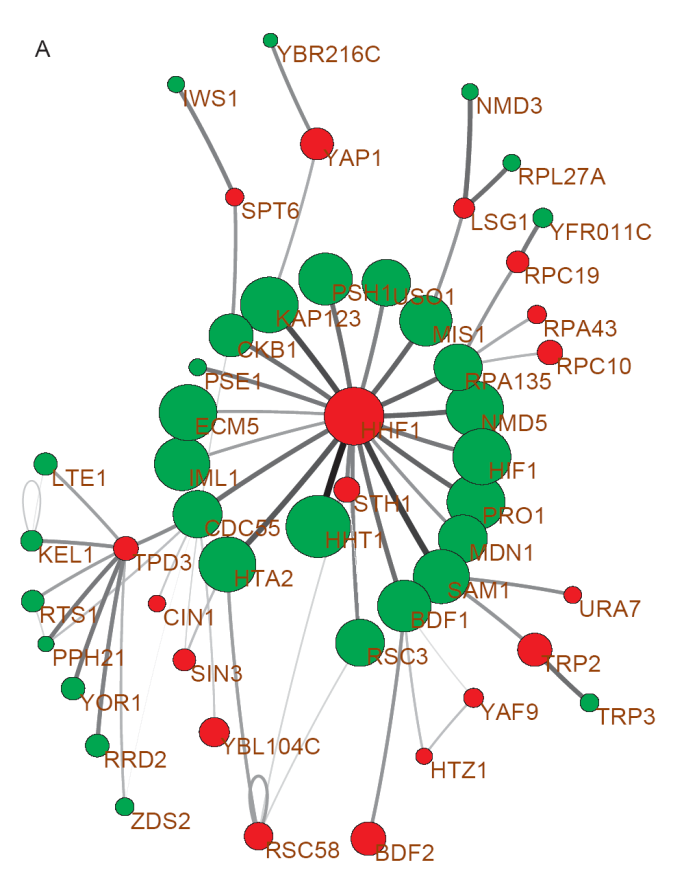 A
YBR216C
IWS1
NMD3
YAP1
RPL27A
SPT6
LSG1
YFR011C
RPC19
PSH1
USO1
KAP123
RPA43
MIS1
CKB1
RPC10
PSE1
RPA135
ECM5
NMD5
HHF1
HIF1
LTE1
IML1
STH1
PRO1
CDC55
HHT1
MDN1
KEL1
TPD3
HTA2
SAM1
URA7
RTS1
CIN1
BDF1
PPH21
SIN3
RSC3
TRP2
YOR1
YAF9
TRP3
YBL104C
RRD2
HTZ1
ZDS2
RSC58
BDF2